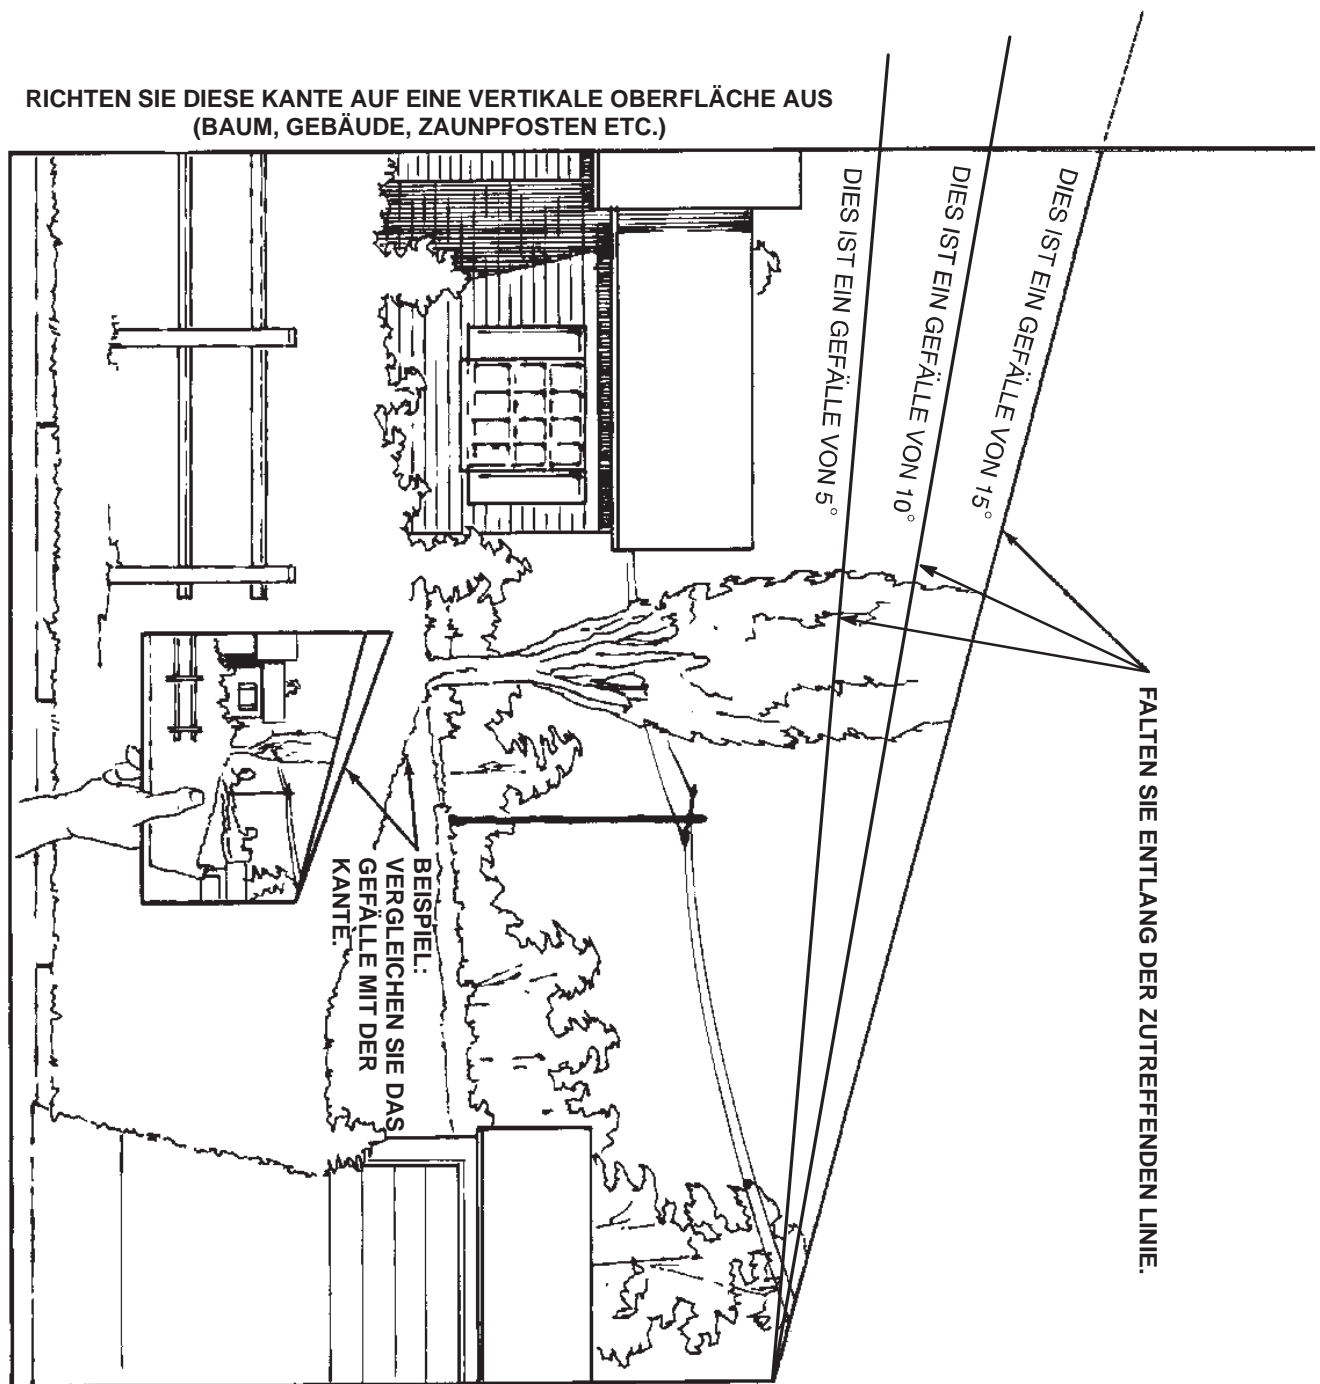 RICHTEN SIE DIESE KANTE AUF EINE VERTIKALE OBERFLÄCHE AUS
(BAUM, GEBÄUDE, ZAUNPFOSTEN ETC.)
DIES IST EIN GEFÄLLE VON 15°
DIES IST EIN GEFÄLLE VON 10°
DIES IST EIN GEFÄLLE VON 5°
FALTEN SIE ENTLANG DER ZUTREFFENDEN LINIE.
BEISPIEL:
VERGLEICHEN SIE DAS
GEFÄLLE MIT DER
KANTE.